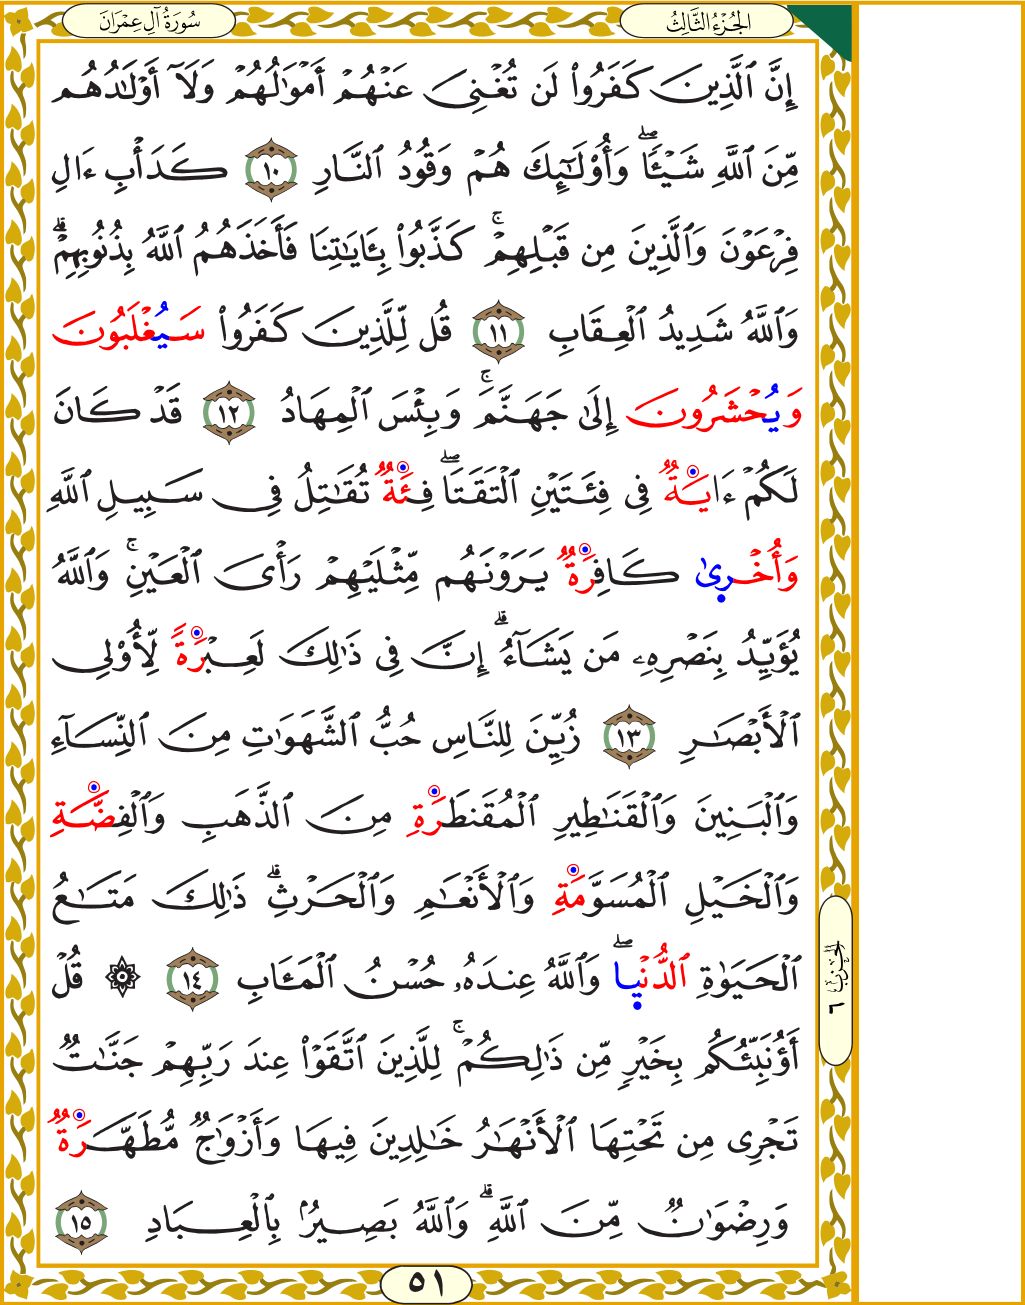 الجُزْءُ الثَّالِثُ
سُورَةُ آلِ عِمْرَانَ
إِنَّ ٱلَّذِينَ كَفَرُوا۟ لَن تُغْنِىَ عَنْهُمْ أَمْوَٰلُهُمْ وَلَآ أَوْلَٰدُهُم
مِّنَ ٱللَّهِ شَيْـًٔا ۖ وَأُو۟لَٰٓئِكَ هُمْ وَقُودُ ٱلنَّارِ ١٠ كَدَأْبِ ءَالِ
فِرْعَوْنَ وَٱلَّذِينَ مِن قَبْلِهِمْ ۚ كَذَّبُوا۟ بِـَٔايَٰتِنَا فَأَخَذَهُمُ ٱللَّهُ بِذُنُوبِهِمْ ۗ
وَٱللَّهُ شَدِيدُ ٱلْعِقَابِ ١١ قُل لِّلَّذِينَ كَفَرُوا۟ سَيُغْلَبُونَ
وَيُحْشَرُونَ إِلَىٰ جَهَنَّمَ ۚ وَبِئْسَ ٱلْمِهَادُ ١٢ قَدْ كَانَ
لَكُمْ ءَايَةٌ فِى فِئَتَيْنِ ٱلْتَقَتَا ۖ فِئَةٌ تُقَٰتِلُ فِى سَبِيلِ ٱللَّهِ
وَأُخْرِىٰ كَافِرَةٌ يَرَوْنَهُم مِّثْلَيْهِمْ رَأْىَ ٱلْعَيْنِ ۚ وَٱللَّهُ
يُؤَيِّدُ بِنَصْرِهِۦ مَن يَشَآءُ ۗ إِنَّ فِى ذَٰلِكَ لَعِبْرَةً لِّأُو۟لِى
ٱلْأَبْصَٰرِ ١٣ زُيِّنَ لِلنَّاسِ حُبُّ ٱلشَّهَوَٰتِ مِنَ ٱلنِّسَآءِ
وَٱلْبَنِينَ وَٱلْقَنَٰطِيرِ ٱلْمُقَنطَرَةِ مِنَ ٱلذَّهَبِ وَٱلْفِضَّةِ
وَٱلْخَيْلِ ٱلْمُسَوَّمَةِ وَٱلْأَنْعَٰمِ وَٱلْحَرْثِ ۗ ذَٰلِكَ مَتَٰعُ
ٱلْحَيَوٰةِ ٱلدُّنْيِا ۖ وَٱللَّهُ عِندَهُۥ حُسْنُ ٱلْمَـَٔابِ ١٤ ۞ قُلْ
أَؤُنَبِّئُكُم بِخَيْرٍ مِّن ذَٰلِكُمْ ۚ لِلَّذِينَ ٱتَّقَوْا۟ عِندَ رَبِّهِمْ جَنَّٰتٌ
تَجْرِى مِن تَحْتِهَا ٱلْأَنْهَٰرُ خَٰلِدِينَ فِيهَا وَأَزْوَٰجٌ مُّطَهَّرَةٌ
وَرِضْوَٰنٌ مِّنَ ٱللَّهِ ۗ وَٱللَّهُ بَصِيرٌۢ بِٱلْعِبَادِ ١٥
الحزب ٦
٥١